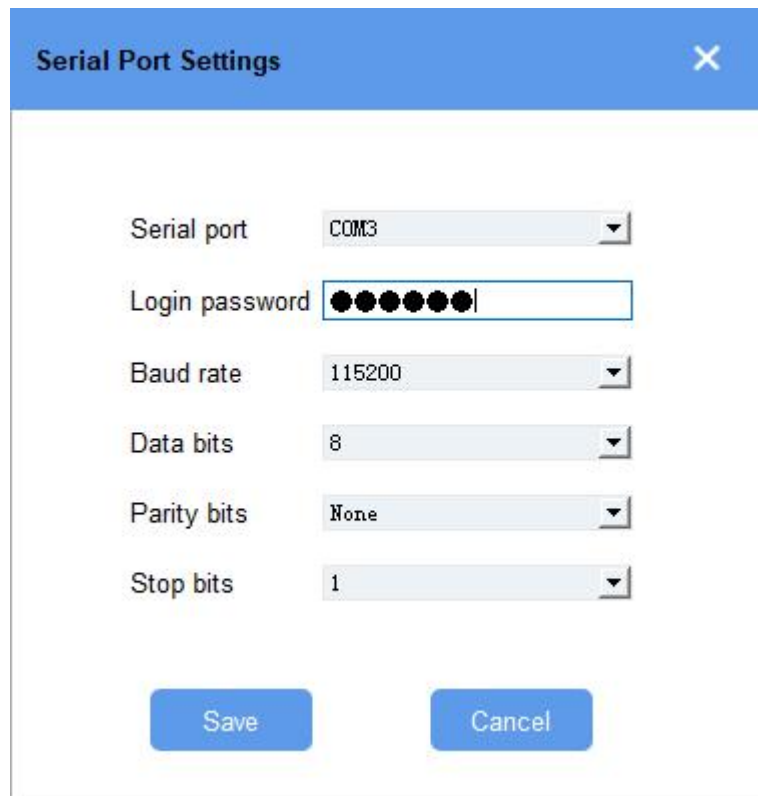 Serial Port Settings
Serial port COM3
Login password ●●●●●●
Baud rate 115200
Data bits 8
Parity bits None
Stop bits 1
Save Cancel